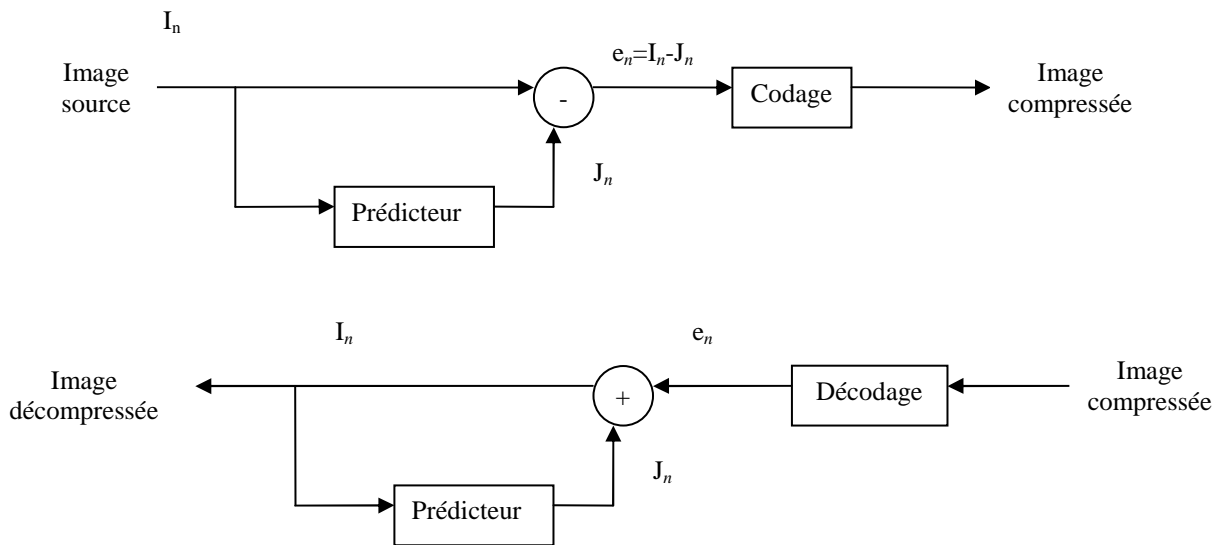 Iₙ
eₙ=Iₙ-Jₙ
Image
source
-
Codage
Image
compressée
Jₙ
Prédicteur
Iₙ
eₙ
Image
décompressée
+
Décodage
Image
compressée
Jₙ
Prédicteur